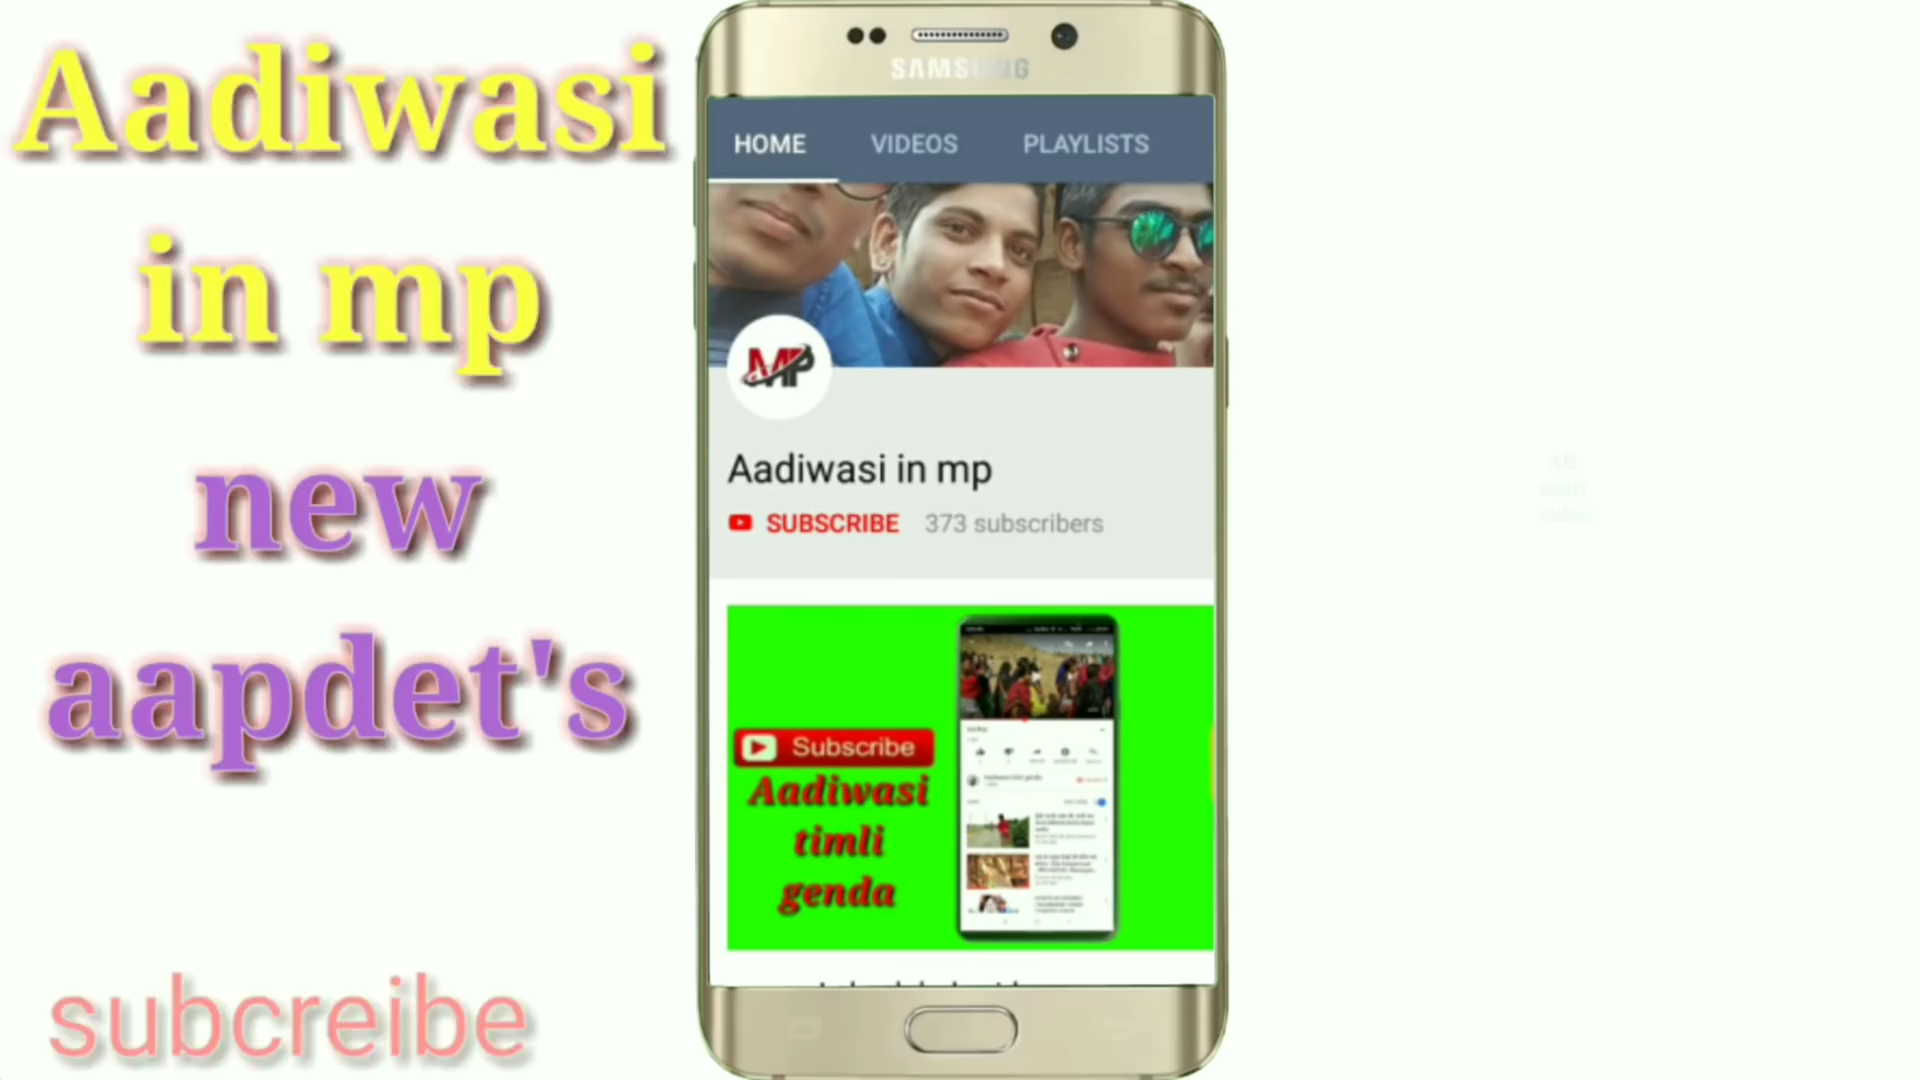 Aadiwasi
in mp
new
aapdet's
subcreibe
SAMSUNG
HOME VIDEOS PLAYLISTS
MP
Aadiwasi in mp
SUBSCRIBE 373 subscribers
Subscribe
Aadiwasi
timli
genda